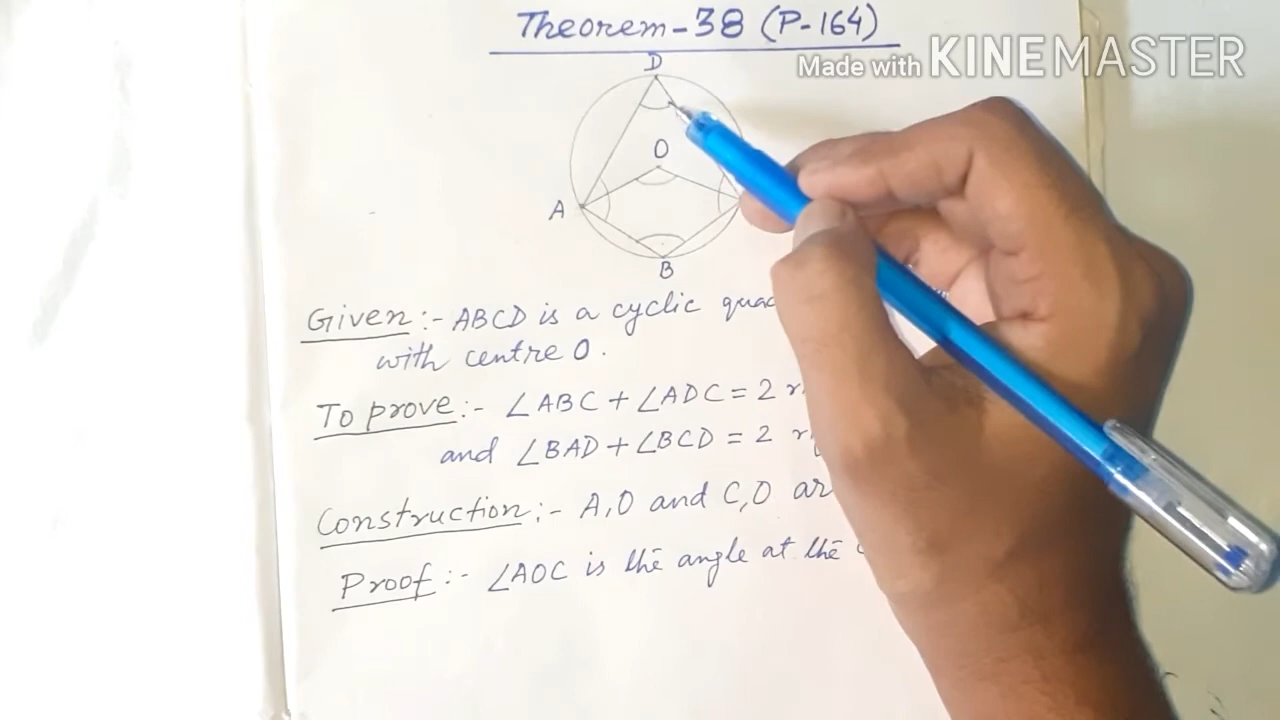 Theorem-38 (P-164)
Made with KINEMASTER
D
O
A
B
Given:- ABCD is a cyclic
with centre O.
To prove:- ∠ABC + ∠ADC = 2
and ∠BAD + ∠BCD = 2
Construction:- A,O and C,O
Proof:- ∠AOC is the angle at the